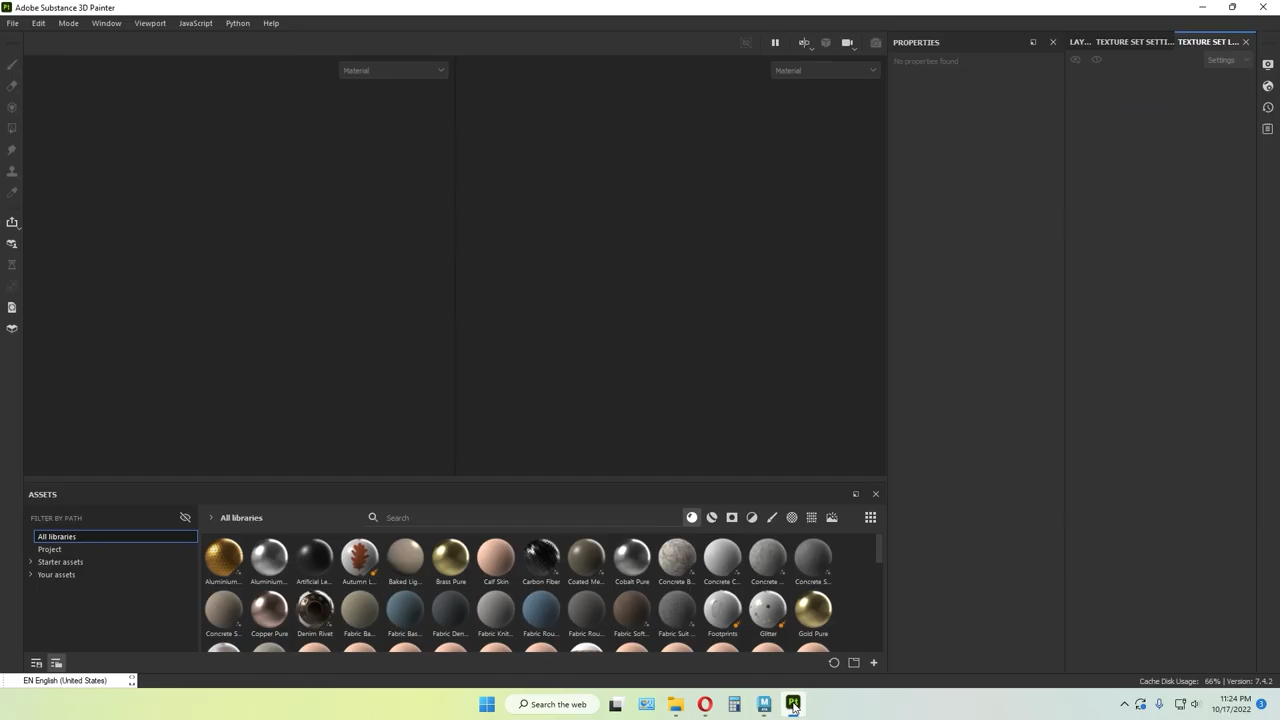 Adobe Substance 3D Painter
File Edit Mode Window Viewport JavaScript Python Help
PROPERTIES
LAY... TEXTURE SET SETTI... TEXTURE SET L...
Material
Material
No properties found
Settings
ASSETS
FILTER BY PATH
All libraries
Search
All libraries
Project
Starter assets
Your assets
Aluminium... Aluminium... Artificial Le... Autumn L... Baked Lig... Brass Pure Calf Skin Carbon Fiber Coated Me... Cobalt Pure Concrete B... Concrete C... Concrete ... Concrete S...
Concrete S... Copper Pure Denim Rivet Fabric Ba... Fabric Bas... Fabric Den... Fabric Knit... Fabric Rou... Fabric Rou... Fabric Soft... Fabric Suit ... Footprints Glitter Gold Pure
EN English (United States)
Cache Disk Usage: 66% | Version: 7.4.2
Search the web
11:24 PM
10/17/2022
3